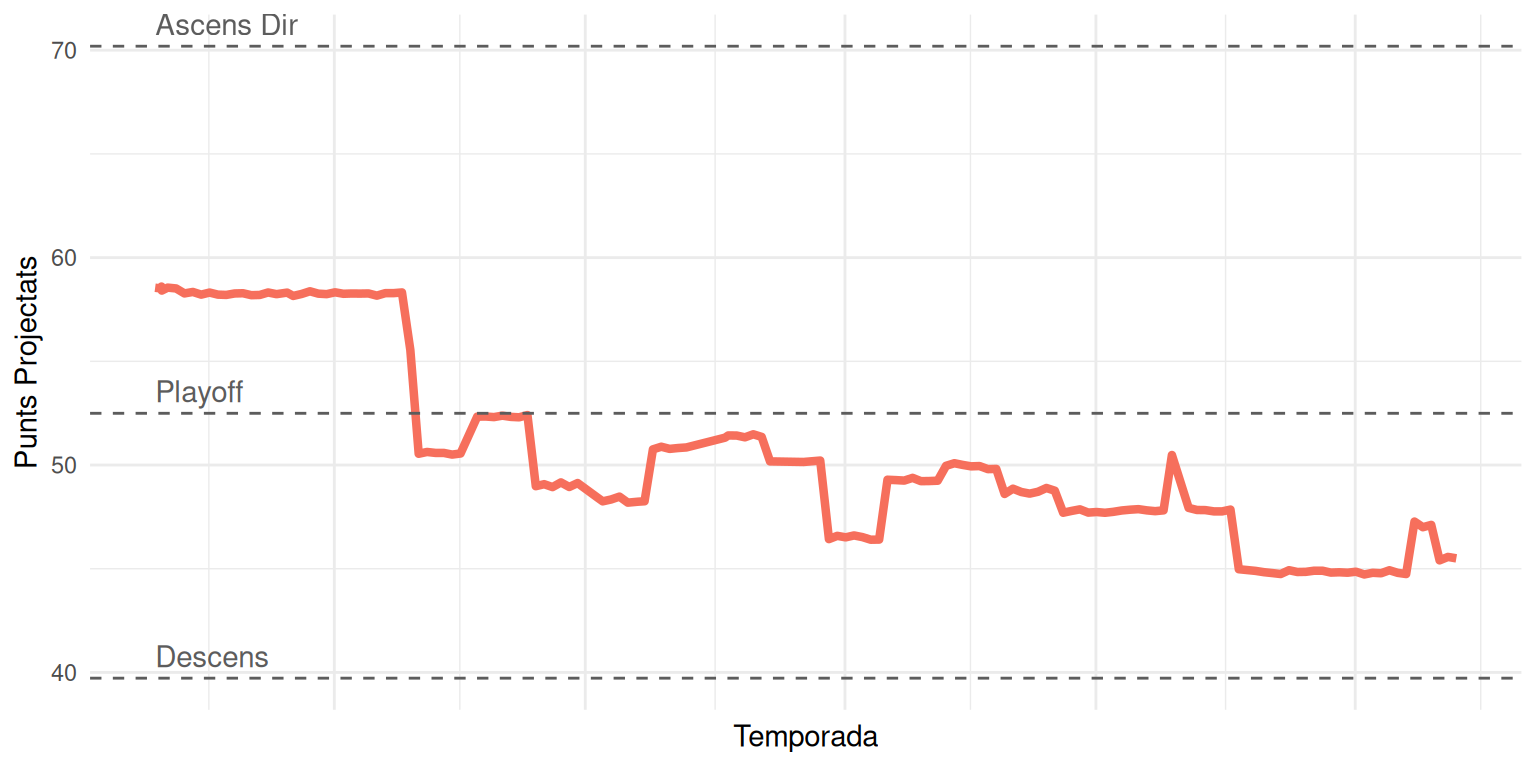 Ascens Dir
70
60
Punts Projectats
Playoff
50
Descens
40
Temporada